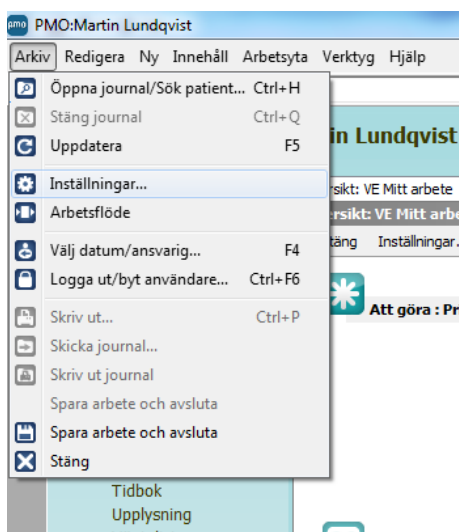 pmo PMO:Martin Lundqvist
Arkiv Redigera Ny Innehåll Arbetsyta Verktyg Hjälp
Öppna journal/Sök patient... Ctrl+H
Stäng journal Ctrl+Q
Uppdatera F5
in Lundqvist
Inställningar...
rsikt: VE Mitt arbete
Arbetsflöde
ersikt: VE Mitt arbe
täng Inställningar.
Välj datum/ansvarig... F4
Logga ut/byt användare... Ctrl+F6
Att göra : Pr
Skriv ut... Ctrl+P
Skicka journal...
Skriv ut journal
Spara arbete och avsluta
Spara arbete och avsluta
Stäng
Tidbok
Upplysning